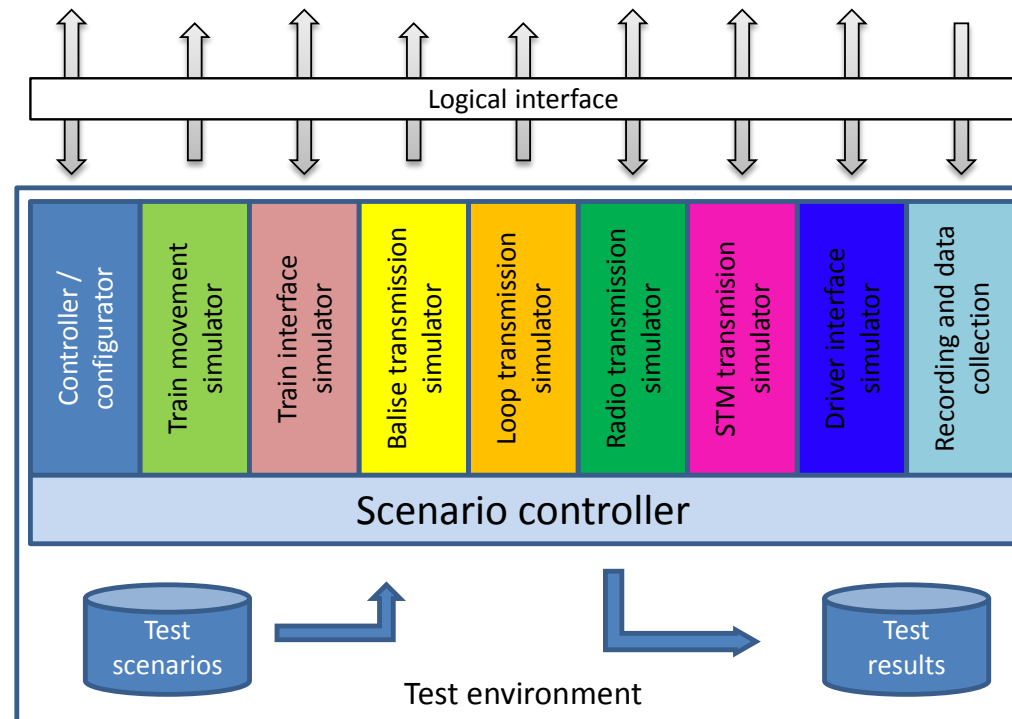 Logical interface
Controller /
configurator
Train movement
simulator
Train interface
simulator
Balise transmission
simulator
Loop transmission
simulator
Radio transmission
simulator
STM transmision
simulator
Driver interface
simulator
Recording and data
collection
Scenario controller
Test
scenarios
Test
results
Test environment